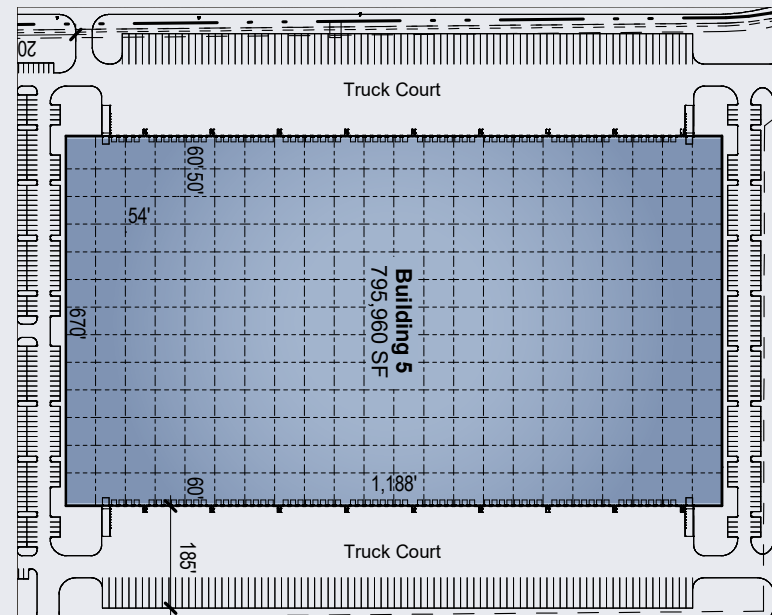 20
Truck Court
60'
50'
54'
Building 5
795,960 SF
670'
60'
1,188'
185'
Truck Court